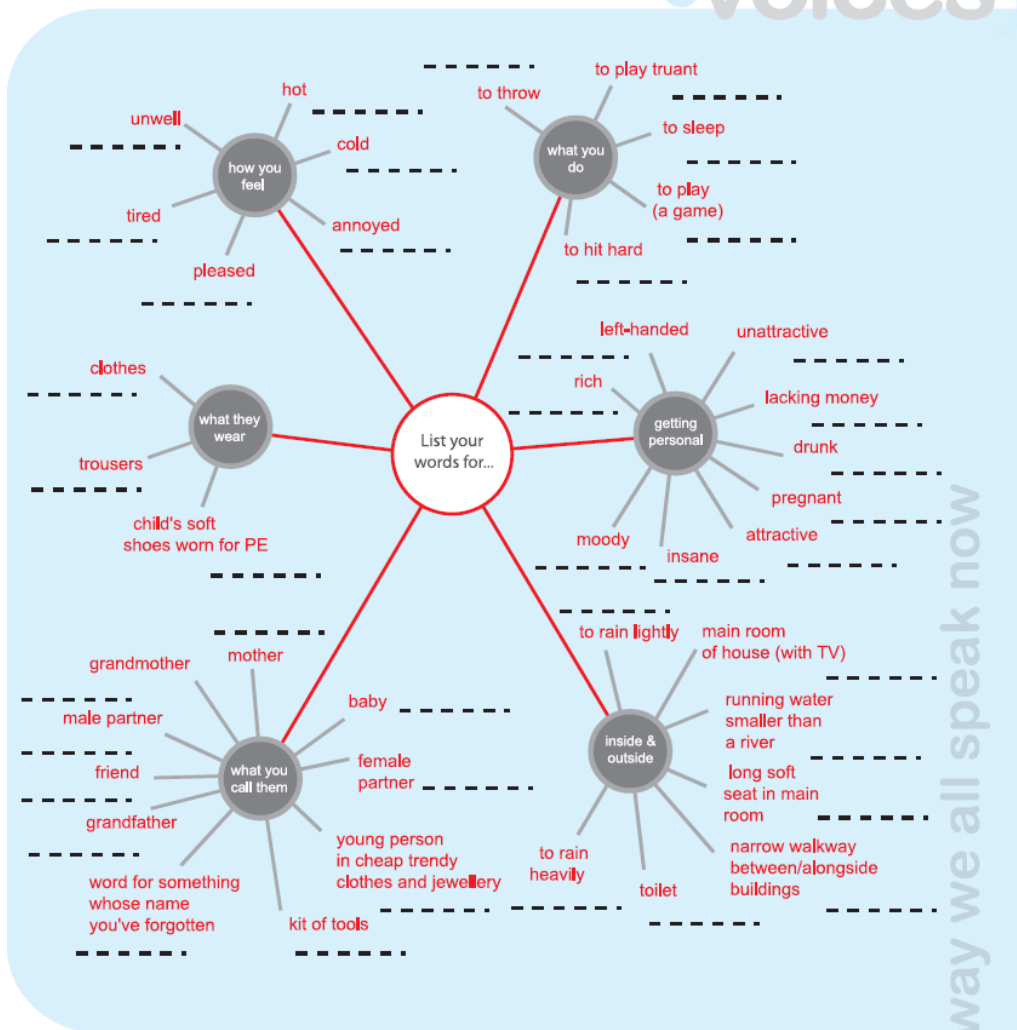 voices
hot
unwell
cold
how you
feel
tired
annoyed
pleased
to play truant
to throw
to sleep
what you
do
to play
(a game)
to hit hard
clothes
what they
wear
trousers
child's soft
shoes worn for PE
List your
words for...
left-handed
unattractive
rich
lacking money
getting
personal
drunk
pregnant
attractive
moody
insane
mother
grandmother
baby
male partner
friend
what you
call them
female
partner
grandfather
young person
in cheap trendy
clothes and jewellery
word for something
whose name
you've forgotten
kit of tools
to rain lightly
main room
of house (with TV)
running water
smaller than
a river
inside &
outside
long soft
seat in main
room
narrow walkway
between/alongside
buildings
to rain
heavily
toilet
way we all speak now